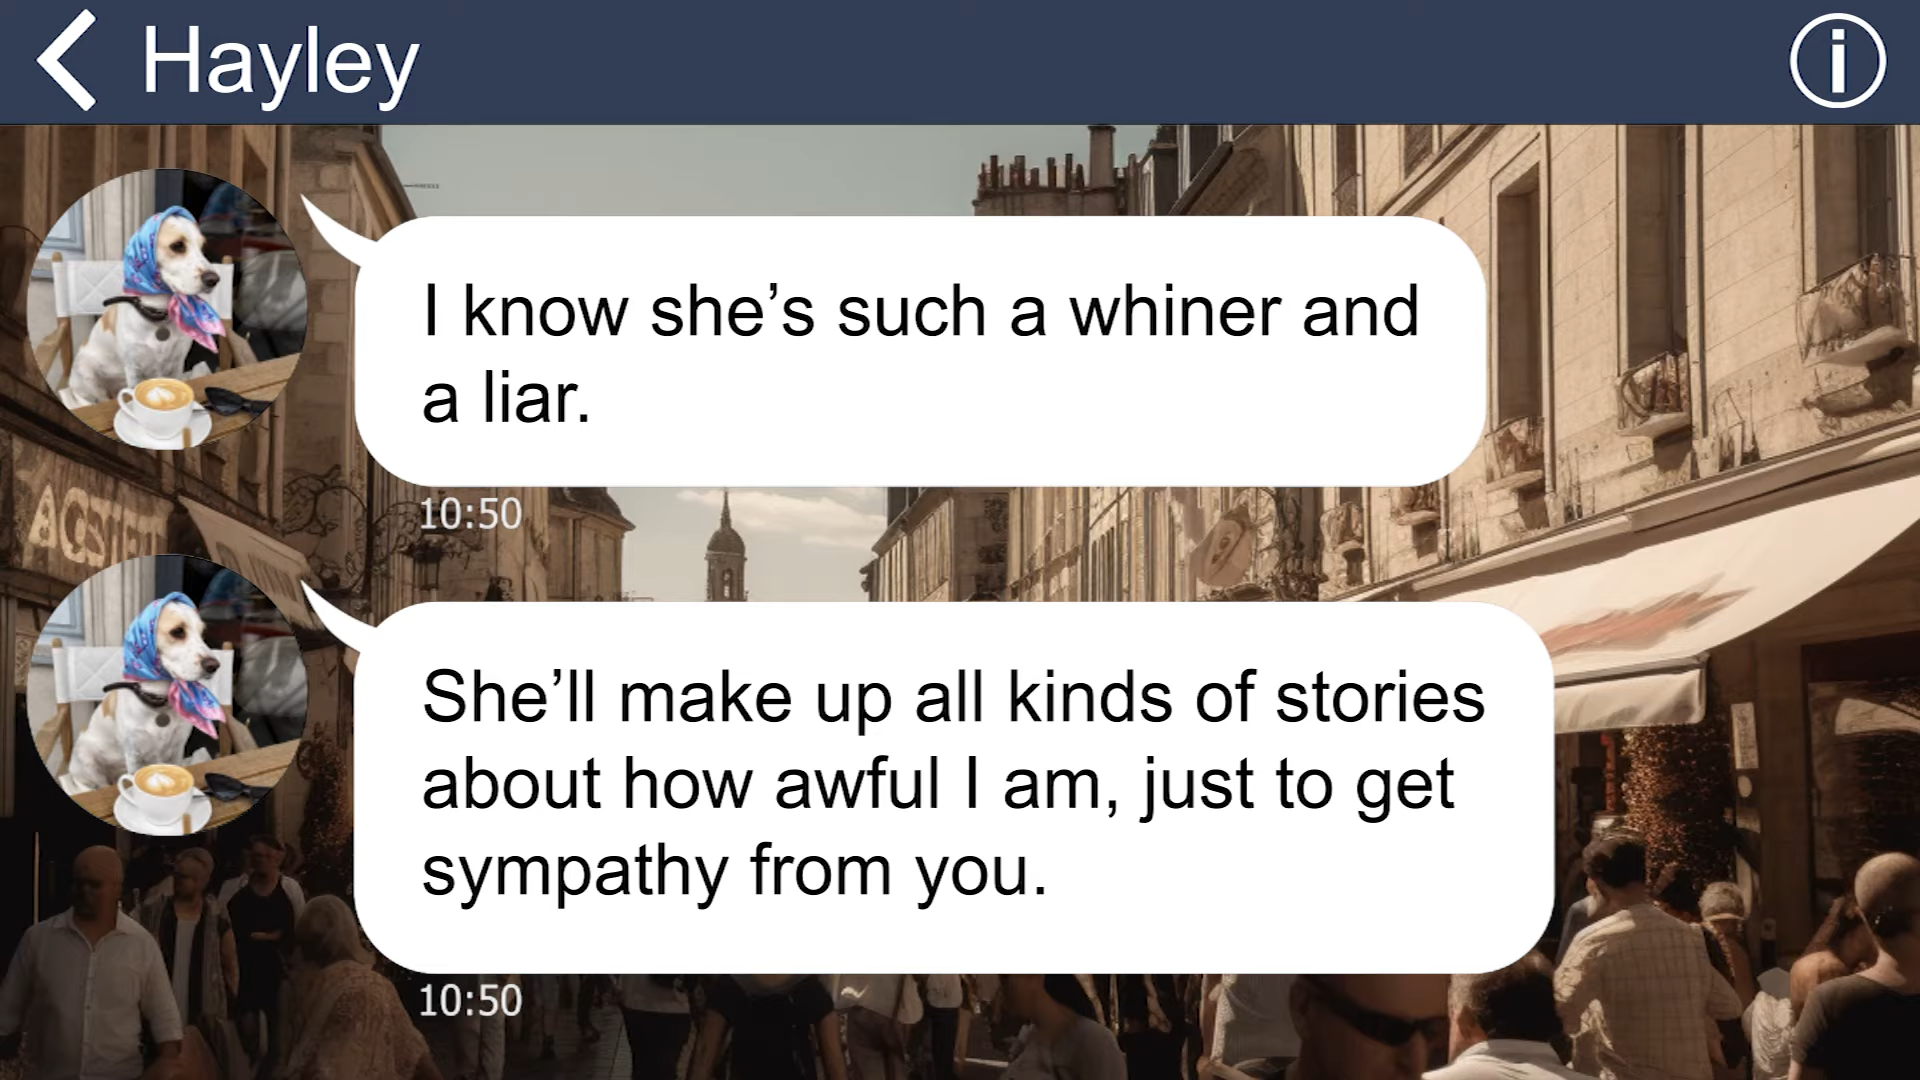 Hayley
I know she’s such a whiner and
a liar.
10:50
She’ll make up all kinds of stories
about how awful I am, just to get
sympathy from you.
10:50